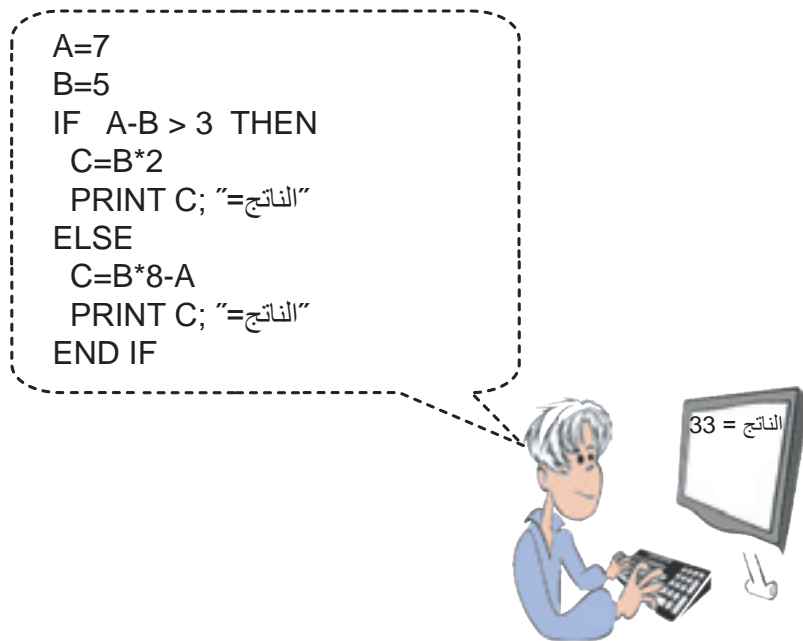 A=7
B=5
IF A-B > 3 THEN
C=B*2
PRINT C; "الناتج="
ELSE
C=B*8-A
PRINT C; "الناتج="
END IF
الناتج = 33